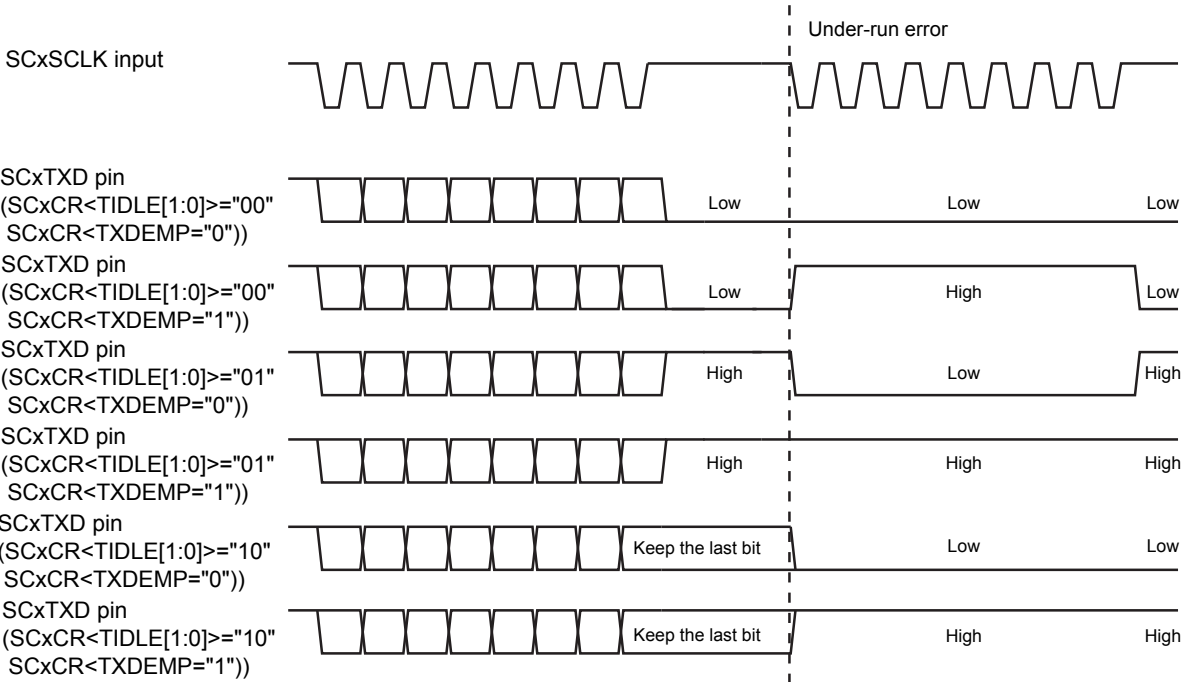 Under-run error
SCxSCLK input
SCxTXD pin
(SCxCR<TIDLE[1:0]>="00"
SCxCR<TXDEMP="0"))
Low
Low
Low
SCxTXD pin
(SCxCR<TIDLE[1:0]>="00"
SCxCR<TXDEMP="1"))
Low
High
Low
SCxTXD pin
(SCxCR<TIDLE[1:0]>="01"
SCxCR<TXDEMP="0"))
High
Low
High
SCxTXD pin
(SCxCR<TIDLE[1:0]>="01"
SCxCR<TXDEMP="1"))
High
High
High
SCxTXD pin
(SCxCR<TIDLE[1:0]>="10"
SCxCR<TXDEMP="0"))
Keep the last bit
Low
Low
SCxTXD pin
(SCxCR<TIDLE[1:0]>="10"
SCxCR<TXDEMP="1"))
Keep the last bit
High
High